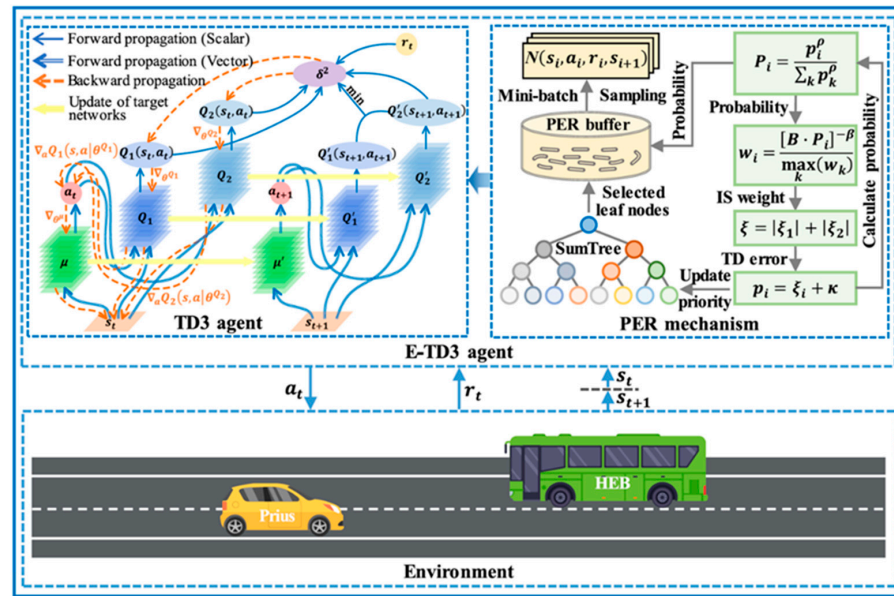 Forward propagation (Scalar)
Forward propagation (Vector)
Backward propagation
Update of target
networks
r_t
δ²
min
Q_2(s_t, a_t)
Q'_2(s_{t+1}, a_{t+1})
∇_{θ^{Q_2}}
∇_a Q_1(s, a|θ^{Q_1})
Q_1(s_t, a_t)
Q'_1(s_{t+1}, a_{t+1})
∇_{θ^{Q_1}}
Q_2
Q'_2
a_t
a_{t+1}
Q_1
Q'_1
μ
μ'
∇_a Q_2(s, a|θ^{Q_2})
s_t
s_{t+1}
TD3 agent
N(s_i, a_i, r_i, s_{i+1})
Mini-batch
Sampling
PER buffer
Selected
leaf nodes
SumTree
Probability
P_i = p_i^ρ / ∑_k p_k^ρ
Probability
w_i = [B · P_i]^{-β} / max_k(w_k)
IS weight
ξ = |ξ_1| + |ξ_2|
TD error
p_i = ξ_i + κ
Update
priority
Calculate probability
PER mechanism
E-TD3 agent
a_t
r_t
s_t
s_{t+1}
Prius
HEB
Environment